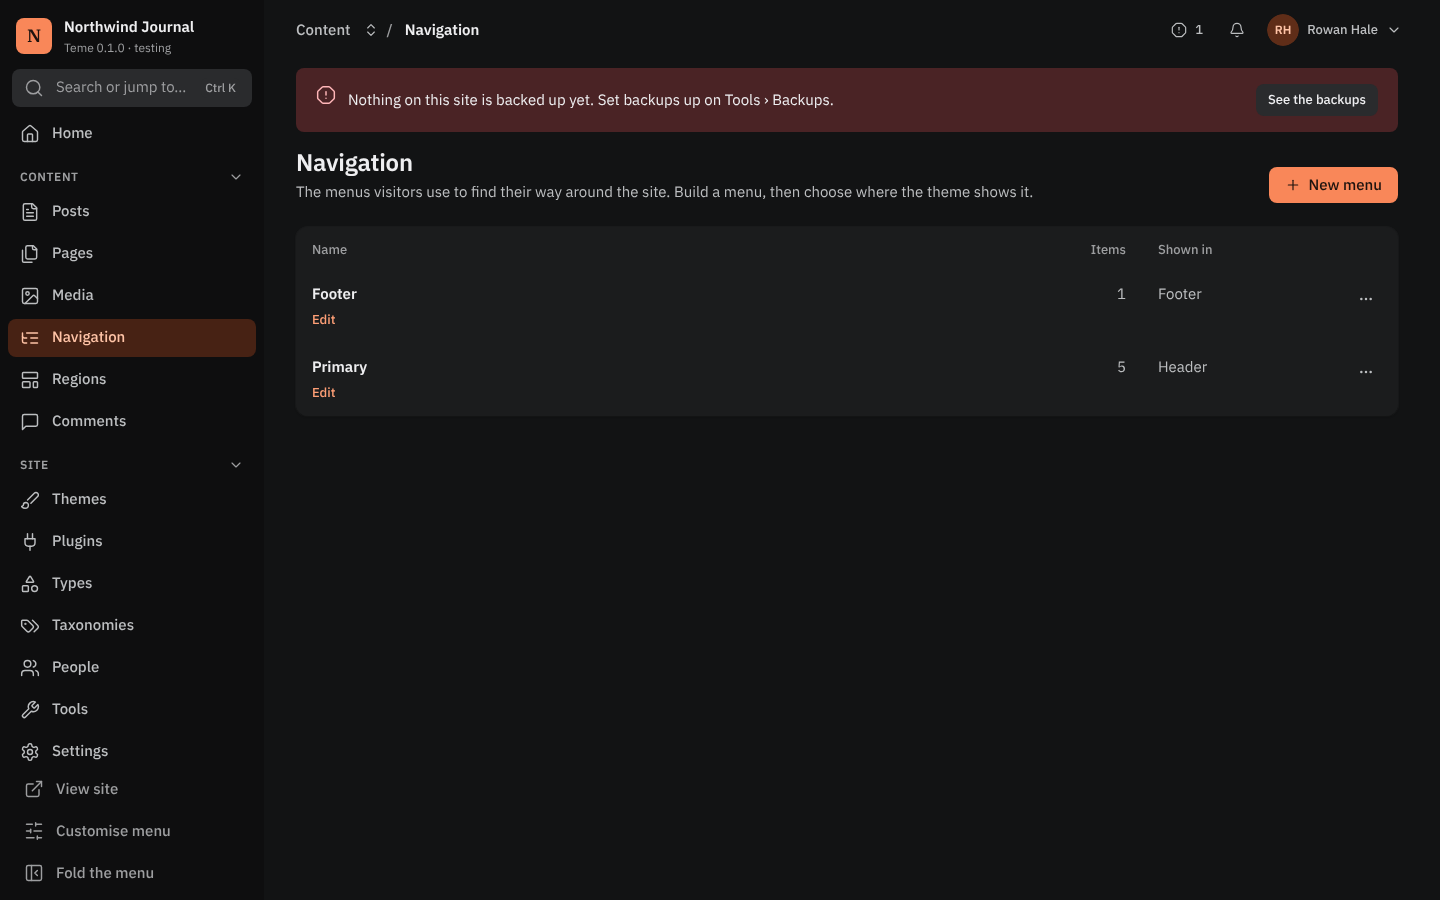 N
Northwind Journal
Teme 0.1.0 · testing
Search or jump to...
Ctrl K
Home
CONTENT
Posts
Pages
Media
Navigation
Regions
Comments
SITE
Themes
Plugins
Types
Taxonomies
People
Tools
Settings
View site
Customise menu
Fold the menu
Content / Navigation
1
RH
Rowan Hale
Nothing on this site is backed up yet. Set backups up on Tools › Backups.
See the backups
Navigation
The menus visitors use to find their way around the site. Build a menu, then choose where the theme shows it.
+ New menu
Name Items Shown in
Footer 1 Footer ...
Edit
Primary 5 Header ...
Edit